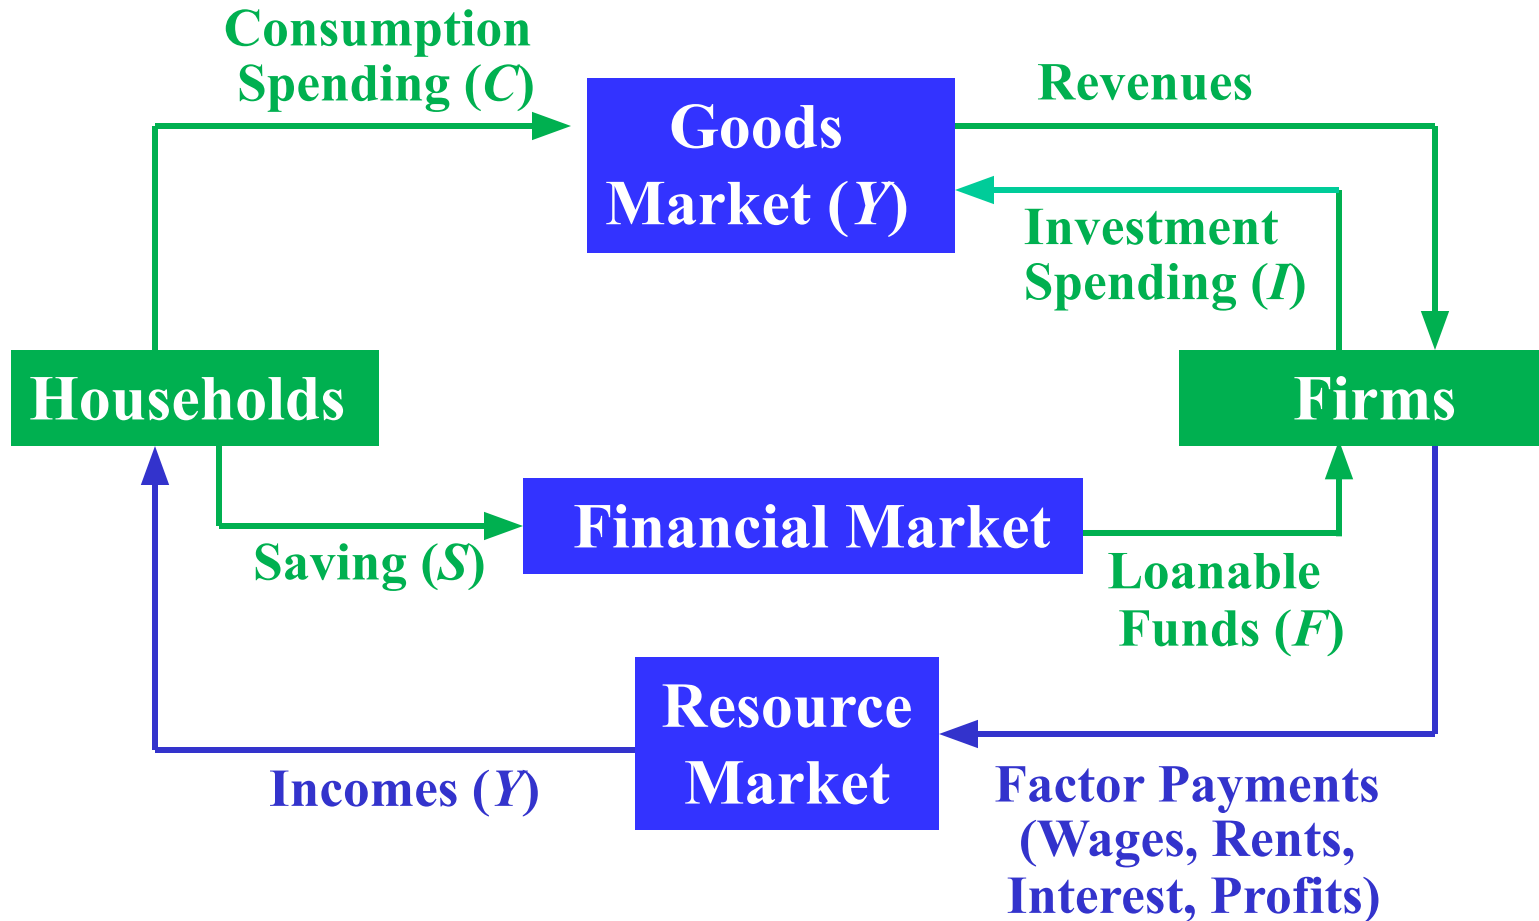 Consumption
Spending (C)
Goods
Market (Y)
Revenues
Investment
Spending (I)
Households
Firms
Financial Market
Saving (S)
Loanable
Funds (F)
Resource
Market
Incomes (Y)
Factor Payments
(Wages, Rents,
Interest, Profits)